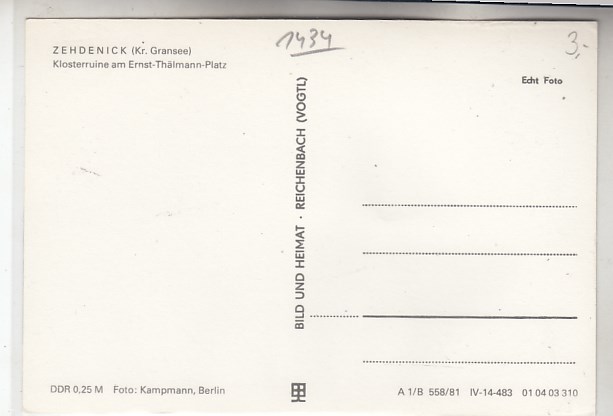 1434
3,-
ZEHDENICK (Kr. Gransee)
Klosterruine am Ernst-Thälmann-Platz
Echt Foto
BILD UND HEIMAT · REICHENBACH (VOGTL)
DDR 0,25 M Foto: Kampmann, Berlin
A 1/B 558/81 IV-14-483 01 04 03 310